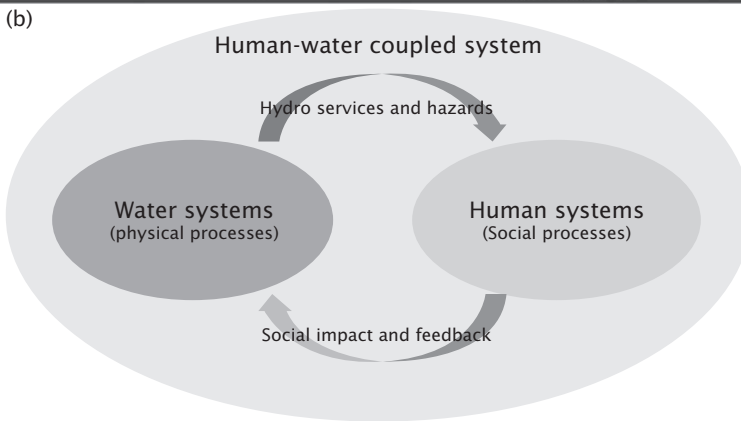 (b)
Human-water coupled system
Hydro services and hazards
Water systems
(physical processes)
Human systems
(Social processes)
Social impact and feedback